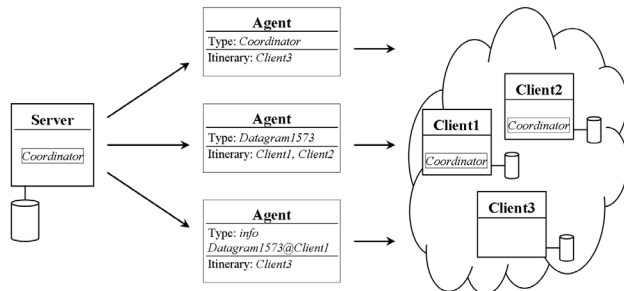 Server
Coordinator
Agent
Type: Coordinator
Itinerary: Client3
Agent
Type: Datagram1573
Itinerary: Client1, Client2
Agent
Type: info
Datagram1573@Client1
Itinerary: Client3
Client1
Coordinator
Client2
Coordinator
Client3